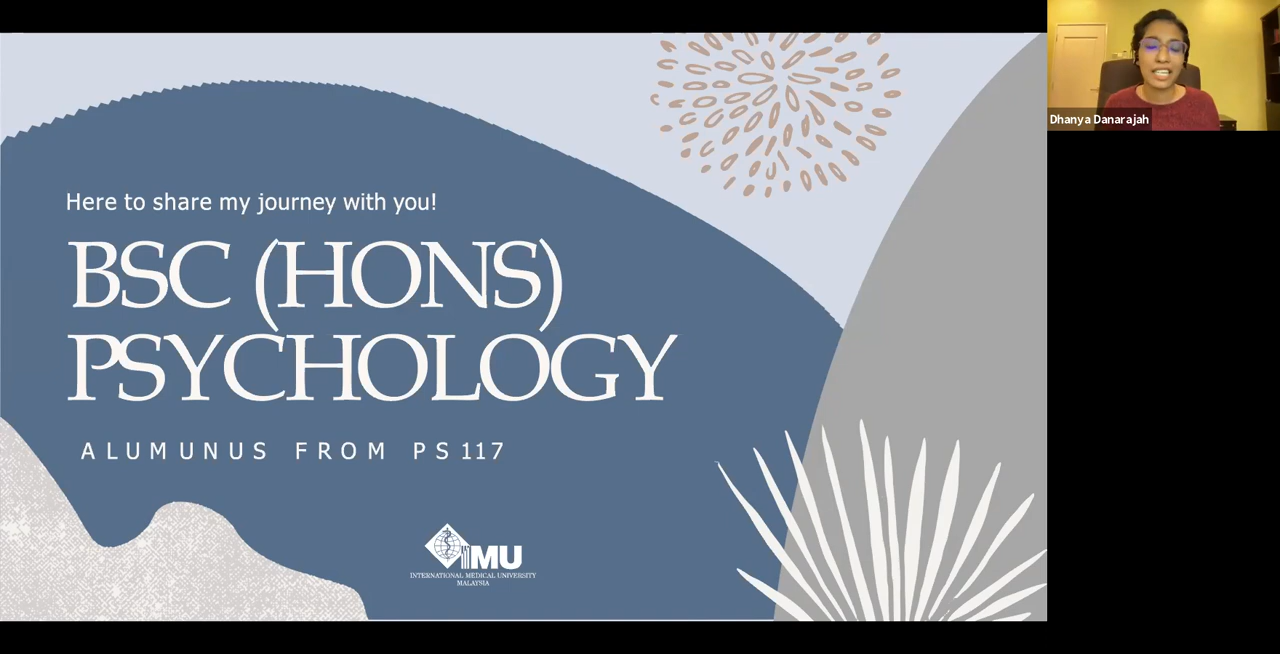 Here to share my journey with you!
BSC (HONS)
PSYCHOLOGY
ALUMUNUS FROM PS117
IMU
INTERNATIONAL MEDICAL UNIVERSITY
MALAYSIA
Dhanya Danarajah